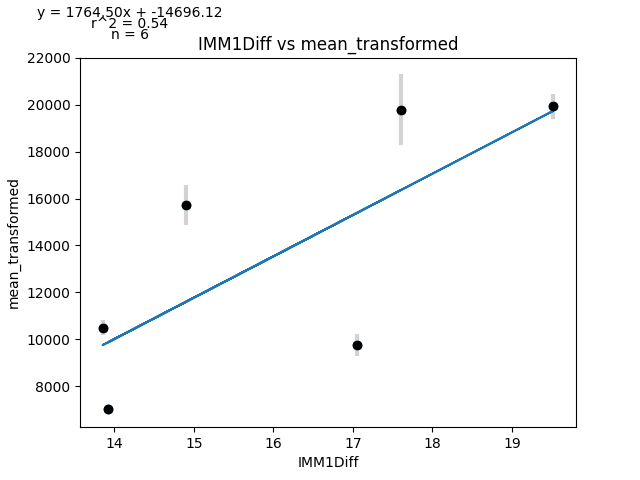 y = 1764.50x + -14696.12
r^2 = 0.54
n = 6
IMM1Diff vs mean_transformed
22000
20000
18000
16000
14000
12000
10000
8000
mean_transformed
14 15 16 17 18 19
IMM1Diff